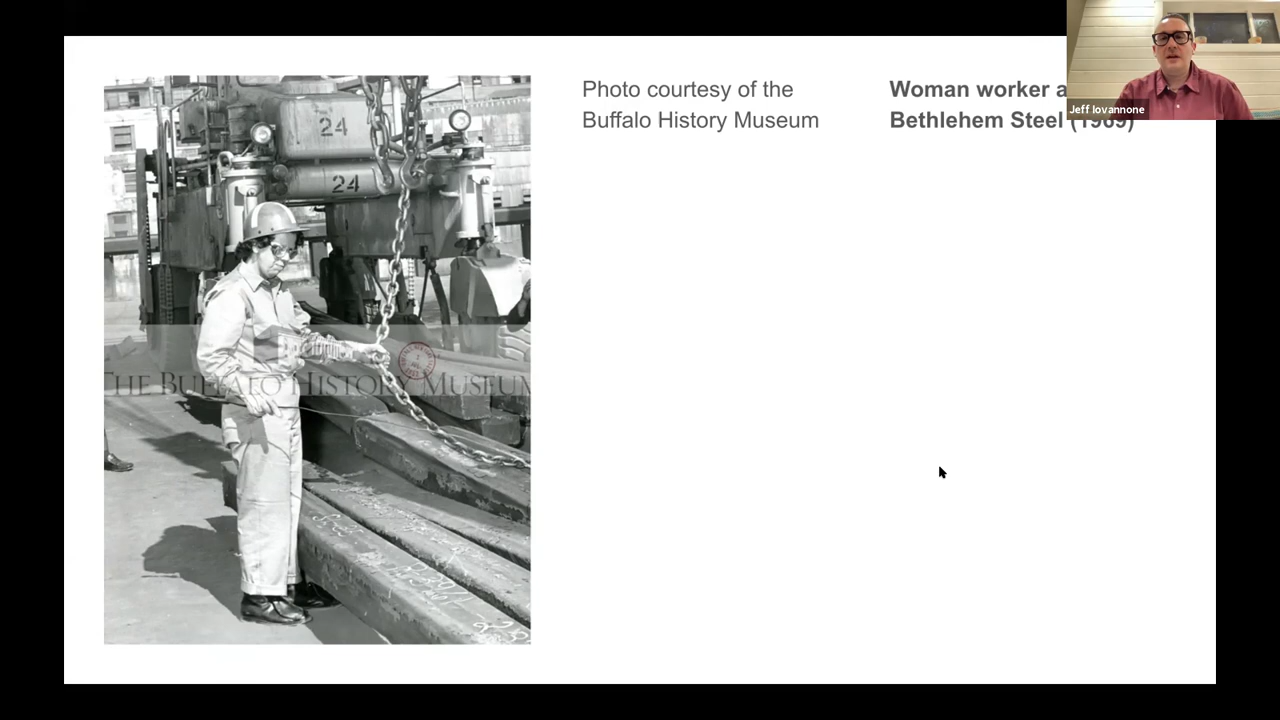 24
24
THE BUFFALO HISTORY MUSEUM
Photo courtesy of the
Buffalo History Museum
Woman worker a
Bethlehem Steel (1969)
Jeff Iovannone